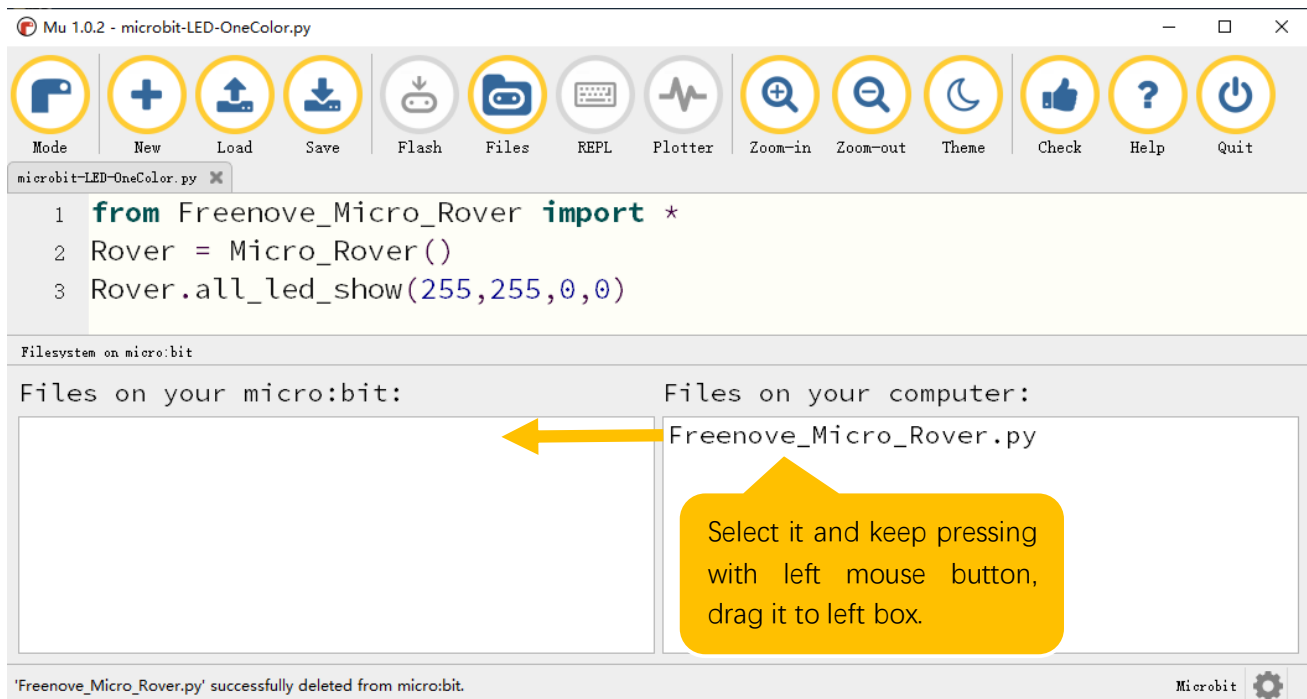 Mu 1.0.2 - microbit-LED-OneColor.py
Mode New Load Save Flash Files REPL Plotter Zoom-in Zoom-out Theme Check Help Quit
microbit-LED-OneColor.py
1 from Freenove_Micro_Rover import *
2 Rover = Micro_Rover()
3 Rover.all_led_show(255,255,0,0)
Filesystem on micro:bit
Files on your micro:bit:
Files on your computer:
Freenove_Micro_Rover.py
Select it and keep pressing
with left mouse button,
drag it to left box.
'Freenove_Micro_Rover.py' successfully deleted from micro:bit.
Microbit